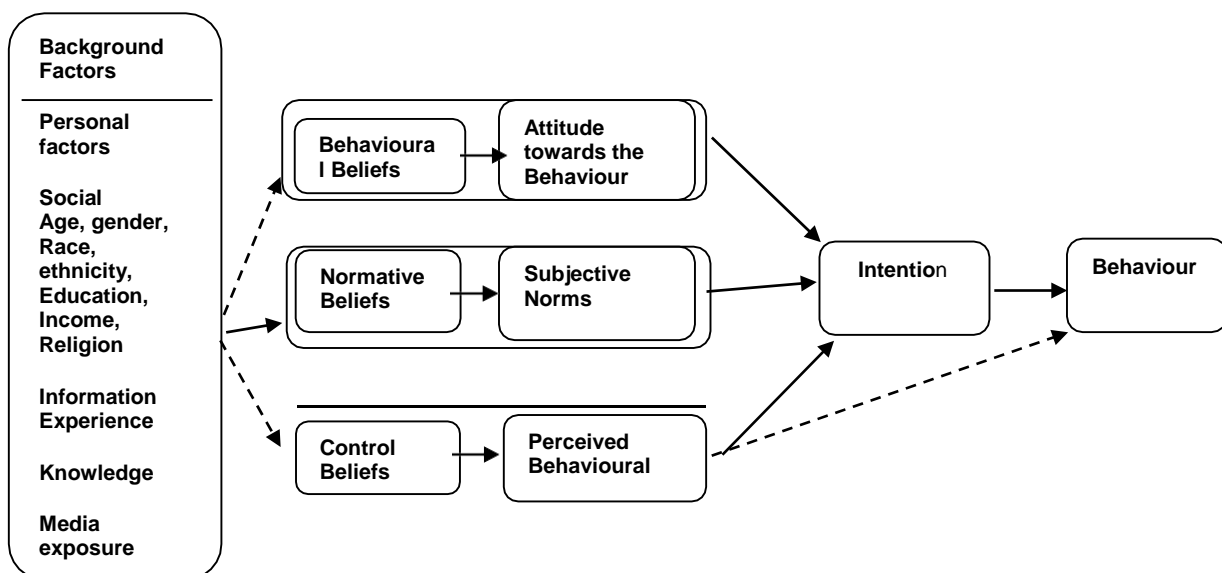 Background
Factors
Personal
factors
Social
Age, gender,
Race,
ethnicity,
Education,
Income,
Religion
Information
Experience
Knowledge
Media
exposure
Behavioura
l Beliefs
Attitude
towards the
Behaviour
Normative
Beliefs
Subjective
Norms
Control
Beliefs
Perceived
Behavioural
Intention
Behaviour